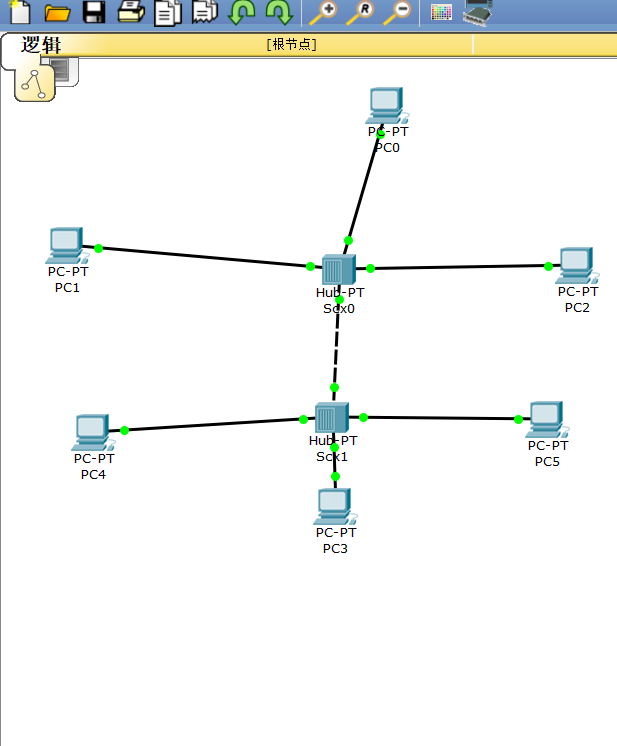 逻辑
[根节点]
PC-PT
PC0
PC-PT
PC1
Hub-PT
Scx0
PC-PT
PC2
Hub-PT
Scx1
PC-PT
PC4
PC-PT
PC5
PC-PT
PC3